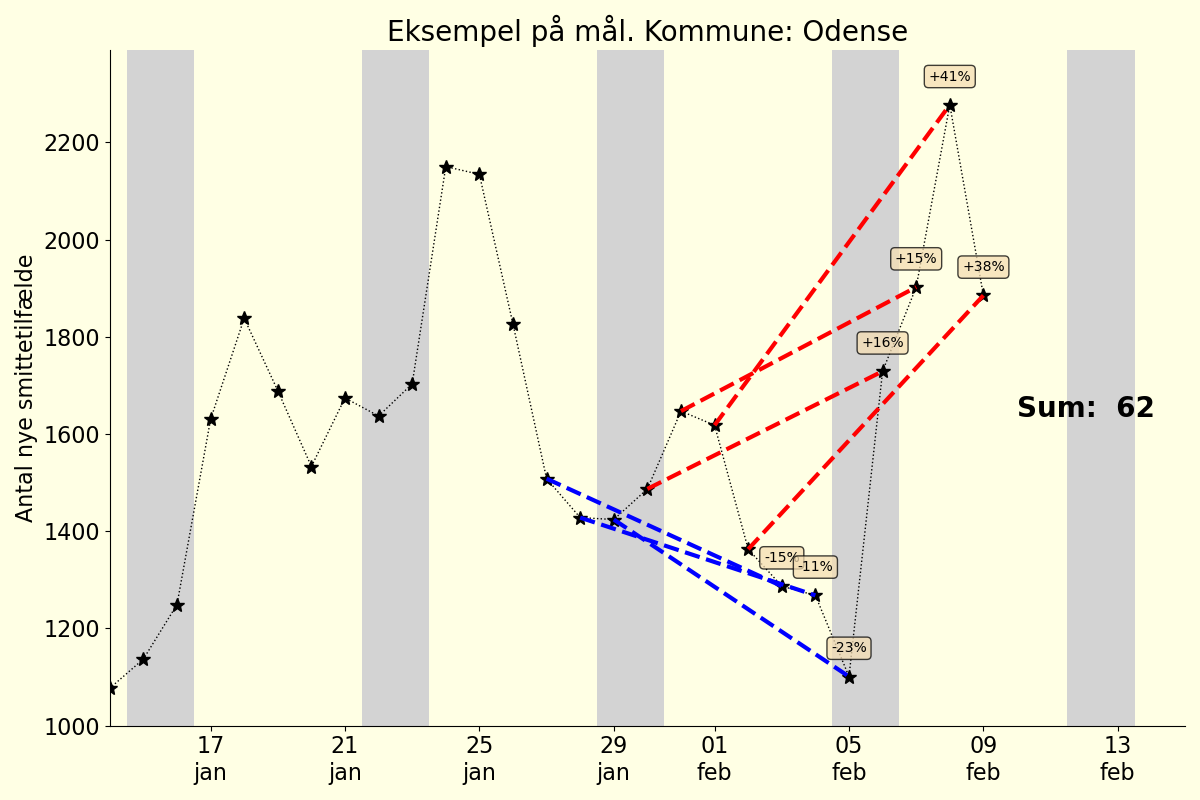 Eksempel på mål. Kommune: Odense
Antal nye smittetilfælde
2200
2000
1800
1600
1400
1200
1000
+41%
+15%
+38%
+16%
-15%
-11%
-23%
Sum:  62
17 jan
21 jan
25 jan
29 jan
01 feb
05 feb
09 feb
13 feb